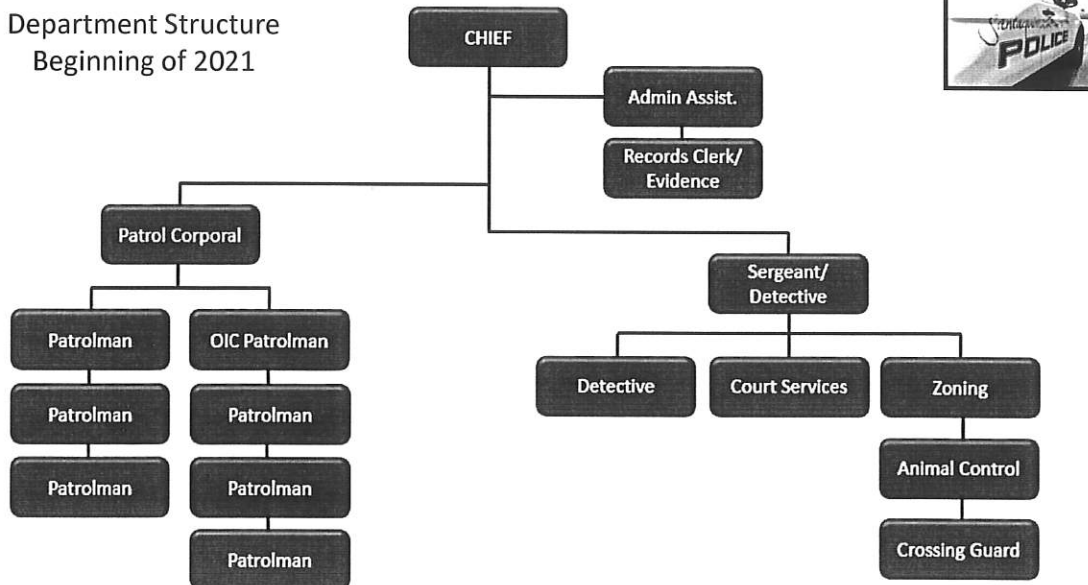 Department Structure
Beginning of 2021
CHIEF
Santaquin
POLICE
Admin Assist.
Records Clerk/
Evidence
Patrol Corporal
Sergeant/
Detective
Patrolman
OIC Patrolman
Patrolman
Patrolman
Patrolman
Patrolman
Patrolman
Detective
Court Services
Zoning
Animal Control
Crossing Guard